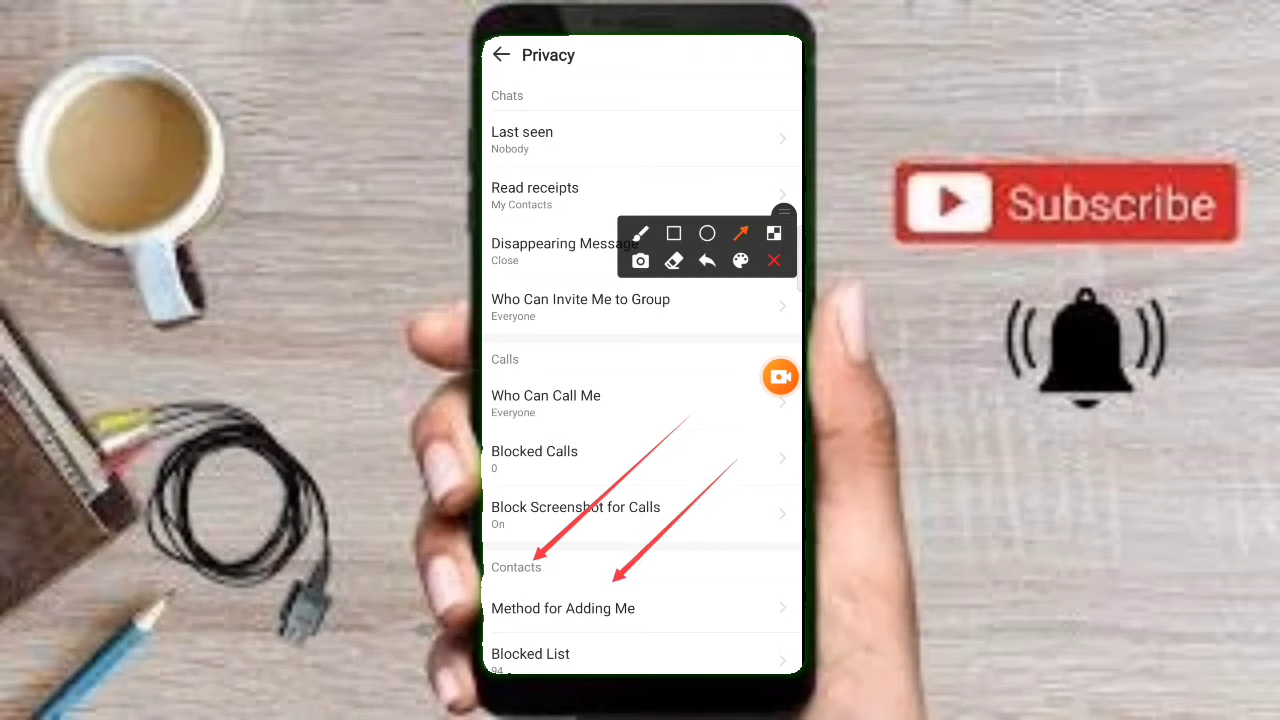 Privacy
Chats
Last seen
Nobody
Read receipts
My Contacts
Disappearing Message
Close
Who Can Invite Me to Group
Everyone
Calls
Who Can Call Me
Everyone
Blocked Calls
0
Block Screenshot for Calls
On
Contacts
Method for Adding Me
Blocked List
94
Subscribe